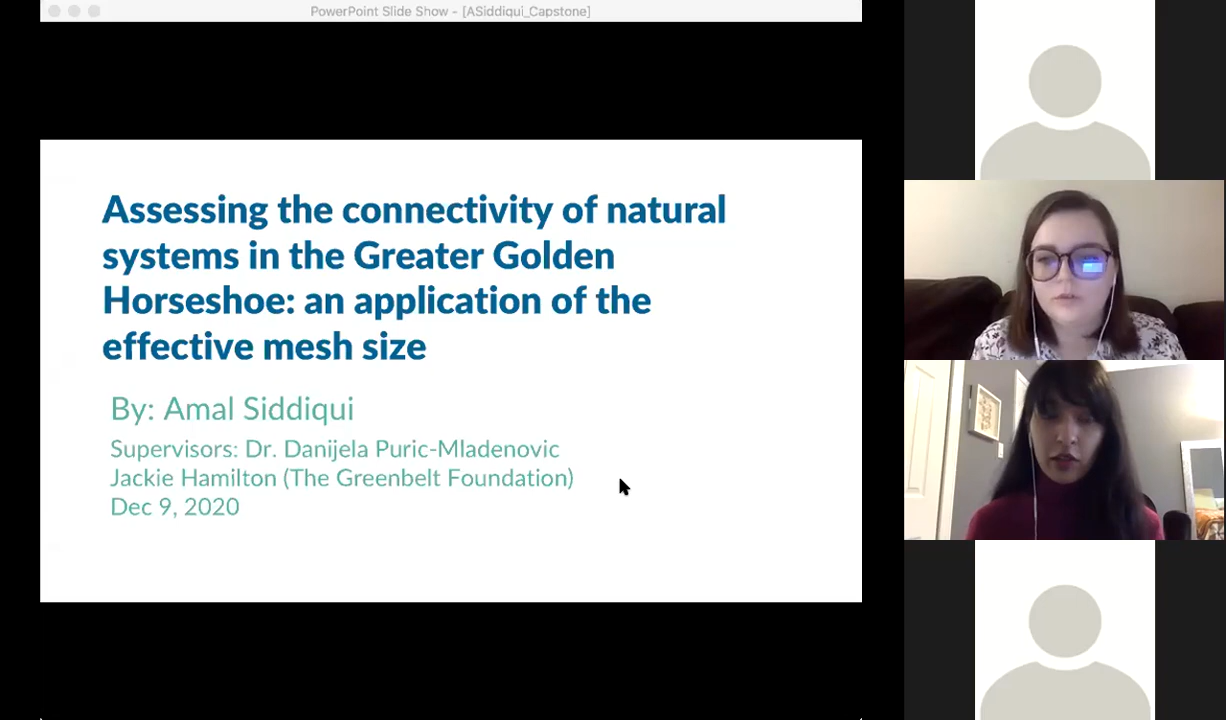 PowerPoint Slide Show - [ASiddiqui_Capstone]
Assessing the connectivity of natural
systems in the Greater Golden
Horseshoe: an application of the
effective mesh size
By: Amal Siddiqui
Supervisors: Dr. Danijela Puric-Mladenovic
Jackie Hamilton (The Greenbelt Foundation)
Dec 9, 2020